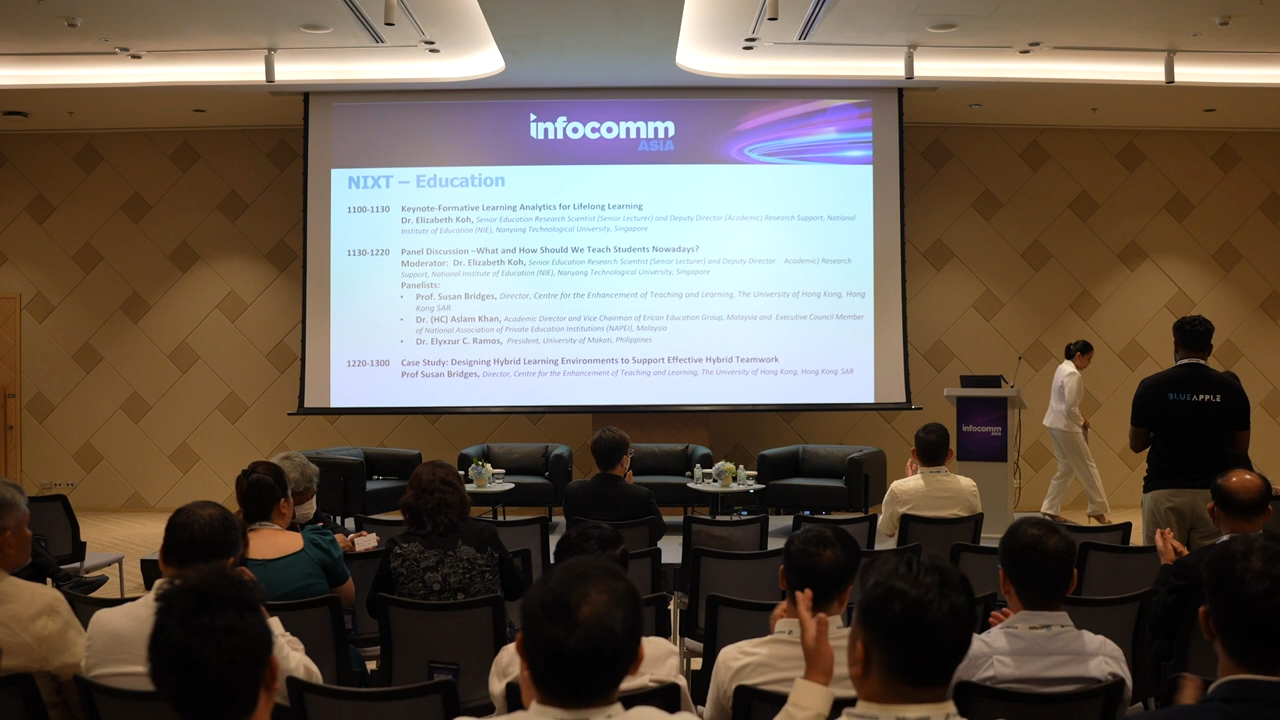 infocomm
ASIA
NIXT – Education
1100-1130 Keynote-Formative Learning Analytics for Lifelong Learning
Dr. Elizabeth Koh, Senior Education Research Scientist (Senior Lecturer) and Deputy Director (Academic) Research Support, National
Institute of Education (NIE), Nanyang Technological University, Singapore
1130-1220 Panel Discussion –What and How Should We Teach Students Nowadays?
Moderator: Dr. Elizabeth Koh, Senior Education Research Scientist (Senior Lecturer) and Deputy Director Academic) Research
Support, National Institute of Education (NIE), Nanyang Technological University, Singapore
Panelists:
• Prof. Susan Bridges, Director, Centre for the Enhancement of Teaching and Learning, The University of Hong Kong, Hong
Kong SAR
• Dr. (HC) Aslam Khan, Academic Director and Vice Chairman of Erican Education Group, Malaysia and Executive Council Member
of National Association of Private Education Institutions (NAPEI), Malaysia
• Dr. Elyxzur C. Ramos, President, University of Makati, Philippines
1220-1300 Case Study: Designing Hybrid Learning Environments to Support Effective Hybrid Teamwork
Prof Susan Bridges, Director, Centre for the Enhancement of Teaching and Learning, The University of Hong Kong, Hong Kong SAR
BLUEAPPLE
infocomm
ASIA